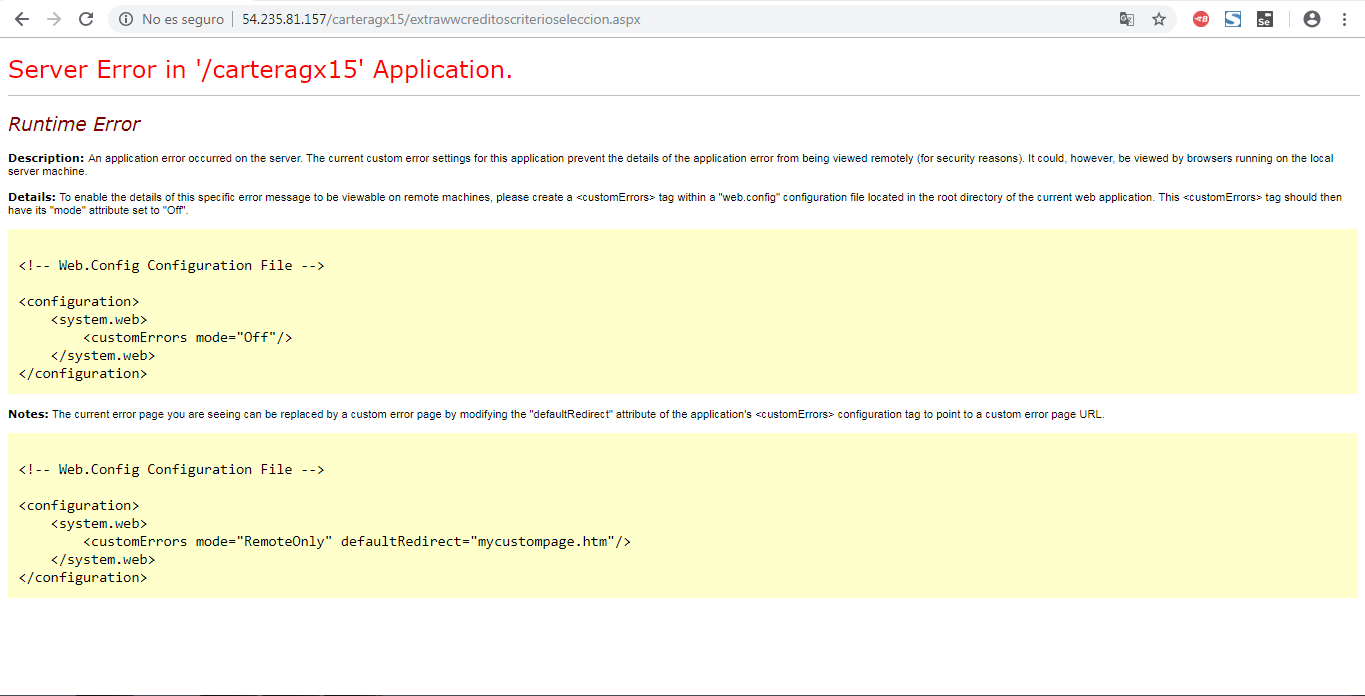 No es seguro 54.235.81.157/carteragx15/extrawwcreditoscriterioseleccion.aspx
Server Error in '/carteragx15' Application.
Runtime Error
Description: An application error occurred on the server. The current custom error settings for this application prevent the details of the application error from being viewed remotely (for security reasons). It could, however, be viewed by browsers running on the local
server machine.
Details: To enable the details of this specific error message to be viewable on remote machines, please create a <customErrors> tag within a "web.config" configuration file located in the root directory of the current web application. This <customErrors> tag should then
have its "mode" attribute set to "Off".
<!-- Web.Config Configuration File -->
<configuration>
    <system.web>
        <customErrors mode="Off"/>
    </system.web>
</configuration>
Notes: The current error page you are seeing can be replaced by a custom error page by modifying the "defaultRedirect" attribute of the application's <customErrors> configuration tag to point to a custom error page URL.
<!-- Web.Config Configuration File -->
<configuration>
    <system.web>
        <customErrors mode="RemoteOnly" defaultRedirect="mycustompage.htm"/>
    </system.web>
</configuration>